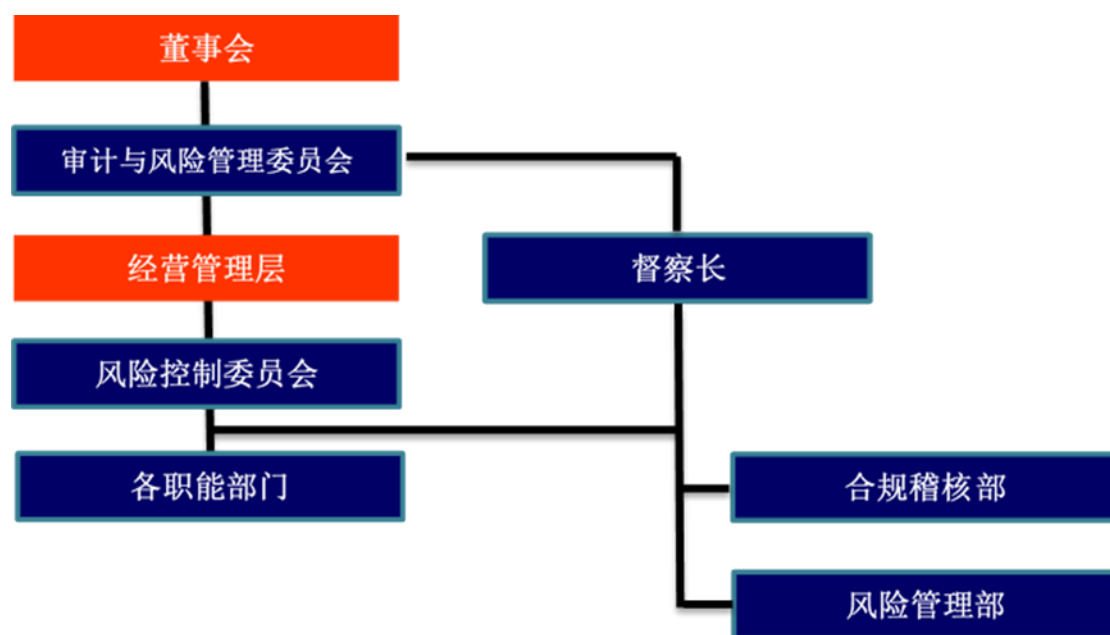 董事会
审计与风险管理委员会
经营管理层
督察长
风险控制委员会
各职能部门
合规稽核部
风险管理部